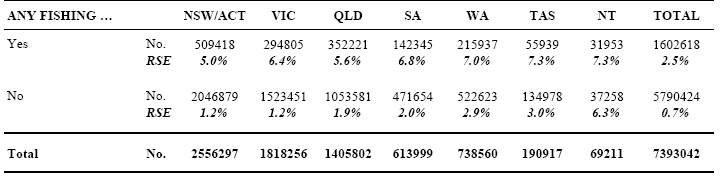 ANY FISHING … NSW/ACT VIC QLD SA WA TAS NT TOTAL
Yes No. 509418 294805 352221 142345 215937 55939 31953 1602618
RSE 5.0% 6.4% 5.6% 6.8% 7.0% 7.3% 7.3% 2.5%
No No. 2046879 1523451 1053581 471654 522623 134978 37258 5790424
RSE 1.2% 1.2% 1.9% 2.0% 2.9% 3.0% 6.3% 0.7%
Total No. 2556297 1818256 1405802 613999 738560 190917 69211 7393042